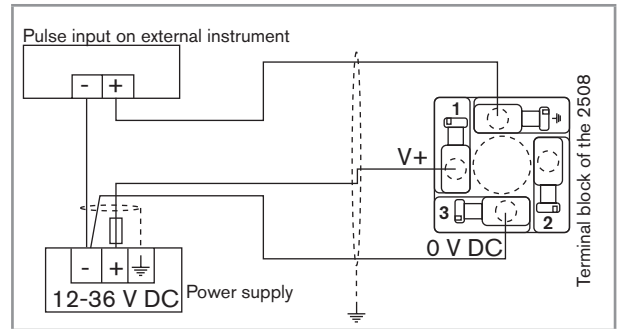 Pulse input on external instrument
- +
1
V+
3
2
0 V DC
Terminal block of the 2508
- +
12-36 V DC
Power supply